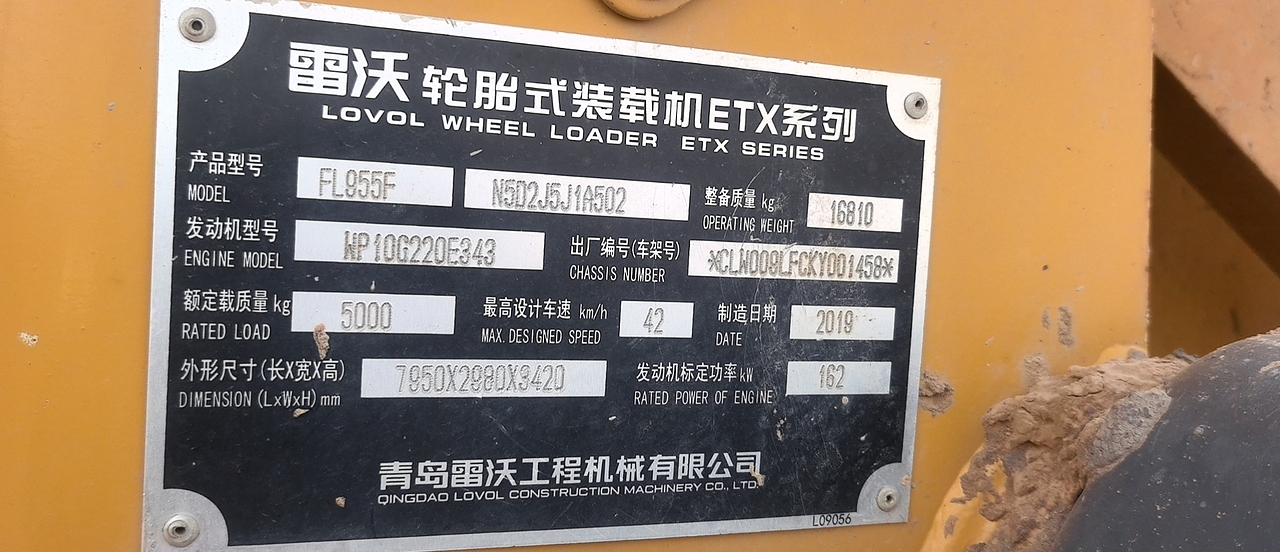 雷沃 轮胎式装载机ETX系列
LOVOL WHEEL LOADER ETX SERIES
产品型号
MODEL
FL955F
N5D2J5J1A502
整备质量 kg
OPERATING WEIGHT
16810
发动机型号
ENGINE MODEL
WP10G220E343
出厂编号(车架号)
CHASSIS NUMBER
额定载质量 kg
RATED LOAD
5000
最高设计车速 km/h
MAX.DESIGNED SPEED
42
制造日期
DATE
2019
外形尺寸(长X宽X高)
DIMENSION (LxWxH) mm
发动机标定功率kW
RATED POWER OF ENGINE
162
青岛雷沃工程机械有限公司
QINGDAO LOVOL CONSTRUCTION MACHINERY CO., LTD.
L09056